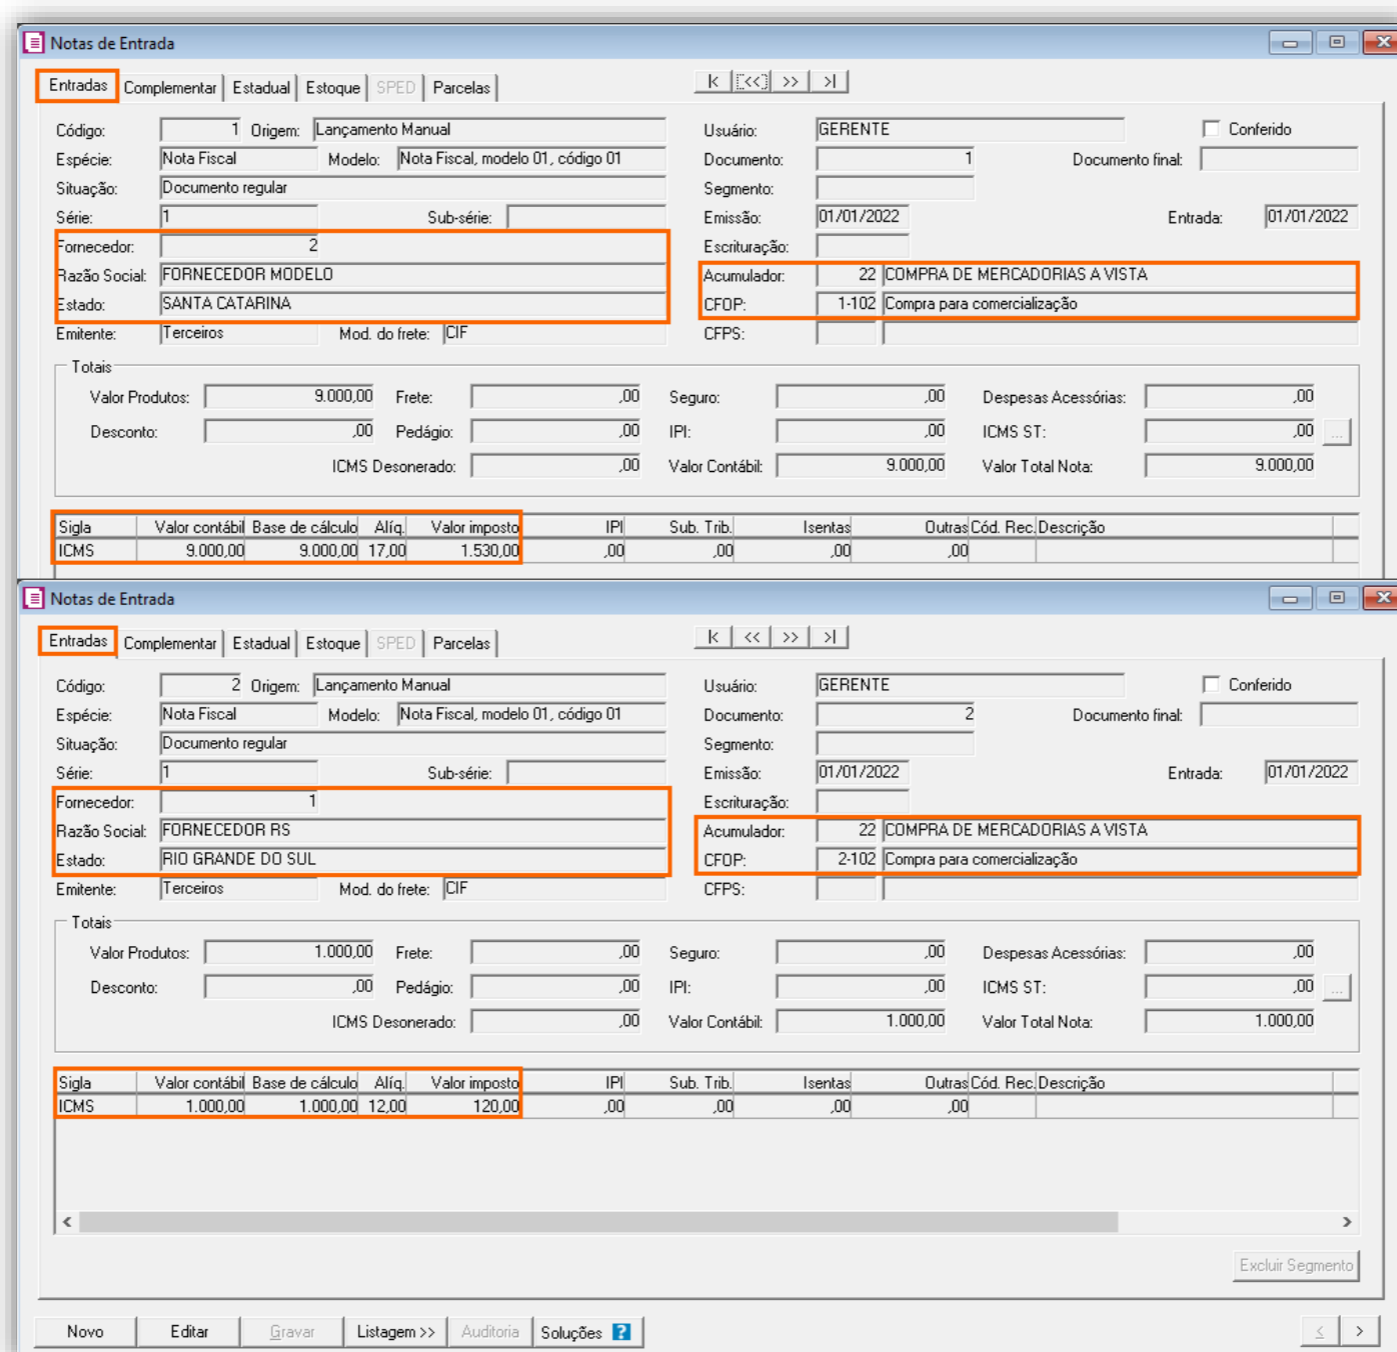 Notas de Entrada
Entradas Complementar Estadual Estoque SPED Parcelas K << >> >|
Código: 1 Origem: Lançamento Manual Usuário: GERENTE Conferido
Espécie: Nota Fiscal Modelo: Nota Fiscal, modelo 01, código 01 Documento: 1 Documento final:
Situação: Documento regular Segmento:
Série: 1 Sub-série: Emissão: 01/01/2022 Entrada: 01/01/2022
Fornecedor: 2 Escrituração:
Razão Social: FORNECEDOR MODELO Acumulador: 22 COMPRA DE MERCADORIAS A VISTA
Estado: SANTA CATARINA CFOP: 1-102 Compra para comercialização
Emitente: Terceiros Mod. do frete: CIF CFPS:
Totais
Valor Produtos: 9.000,00 Frete: ,00 Seguro: ,00 Despesas Acessórias: ,00
Desconto: ,00 Pedágio: ,00 IPI: ,00 ICMS ST: ,00 ...
ICMS Desonerado: ,00 Valor Contábil: 9.000,00 Valor Total Nota: 9.000,00
Sigla Valor contábil Base de cálculo Alíq. Valor imposto IPI Sub. Trib. Isentas Outras Cód. Rec. Descrição
ICMS 9.000,00 9.000,00 17,00 1.530,00 ,00 ,00 ,00 ,00
Notas de Entrada
Entradas Complementar Estadual Estoque SPED Parcelas K << >> >|
Código: 2 Origem: Lançamento Manual Usuário: GERENTE Conferido
Espécie: Nota Fiscal Modelo: Nota Fiscal, modelo 01, código 01 Documento: 2 Documento final:
Situação: Documento regular Segmento:
Série: 1 Sub-série: Emissão: 01/01/2022 Entrada: 01/01/2022
Fornecedor: 1 Escrituração:
Razão Social: FORNECEDOR RS Acumulador: 22 COMPRA DE MERCADORIAS A VISTA
Estado: RIO GRANDE DO SUL CFOP: 2-102 Compra para comercialização
Emitente: Terceiros Mod. do frete: CIF CFPS:
Totais
Valor Produtos: 1.000,00 Frete: ,00 Seguro: ,00 Despesas Acessórias: ,00
Desconto: ,00 Pedágio: ,00 IPI: ,00 ICMS ST: ,00 ...
ICMS Desonerado: ,00 Valor Contábil: 1.000,00 Valor Total Nota: 1.000,00
Sigla Valor contábil Base de cálculo Alíq. Valor imposto IPI Sub. Trib. Isentas Outras Cód. Rec. Descrição
ICMS 1.000,00 1.000,00 12,00 120,00 ,00 ,00 ,00 ,00
Excluir Segmento
Novo Editar Gravar Listagem >> Auditoria Soluções ? < >